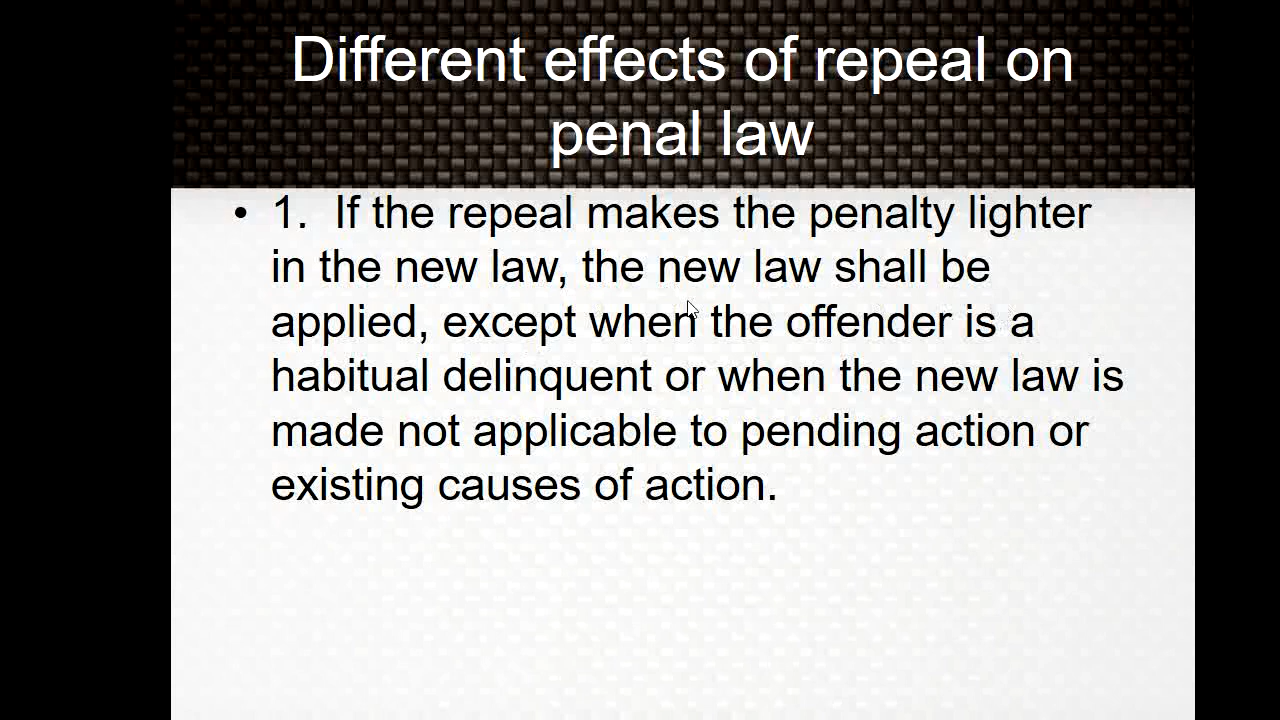 Different effects of repeal on
penal law
• 1. If the repeal makes the penalty lighter
in the new law, the new law shall be
applied, except when the offender is a
habitual delinquent or when the new law is
made not applicable to pending action or
existing causes of action.